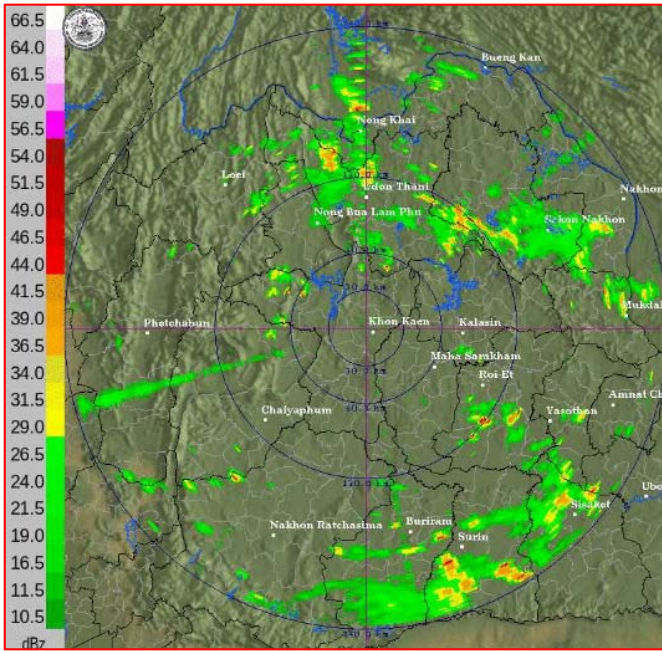 66.5
64.0
61.5
59.0
56.5
54.0
51.5
49.0
46.5
44.0
41.5
39.0
36.5
34.0
31.5
29.0
26.5
24.0
21.5
19.0
16.5
14.0
11.5
10.5
dBz
Bueng Kan
Nong Khai
Loei
Udon Thani
Nakhon
Nong Bua Lam Phu
Sakon Nakhon
Mukdah
Phetchabun
Khon Kaen
Kalasin
Maha Sarakham
Roi-Et
Amnat Ch
Chaiyaphum
Yasothon
Ubo
Sisaket
Nakhon Ratchasima
Buriram
Surin